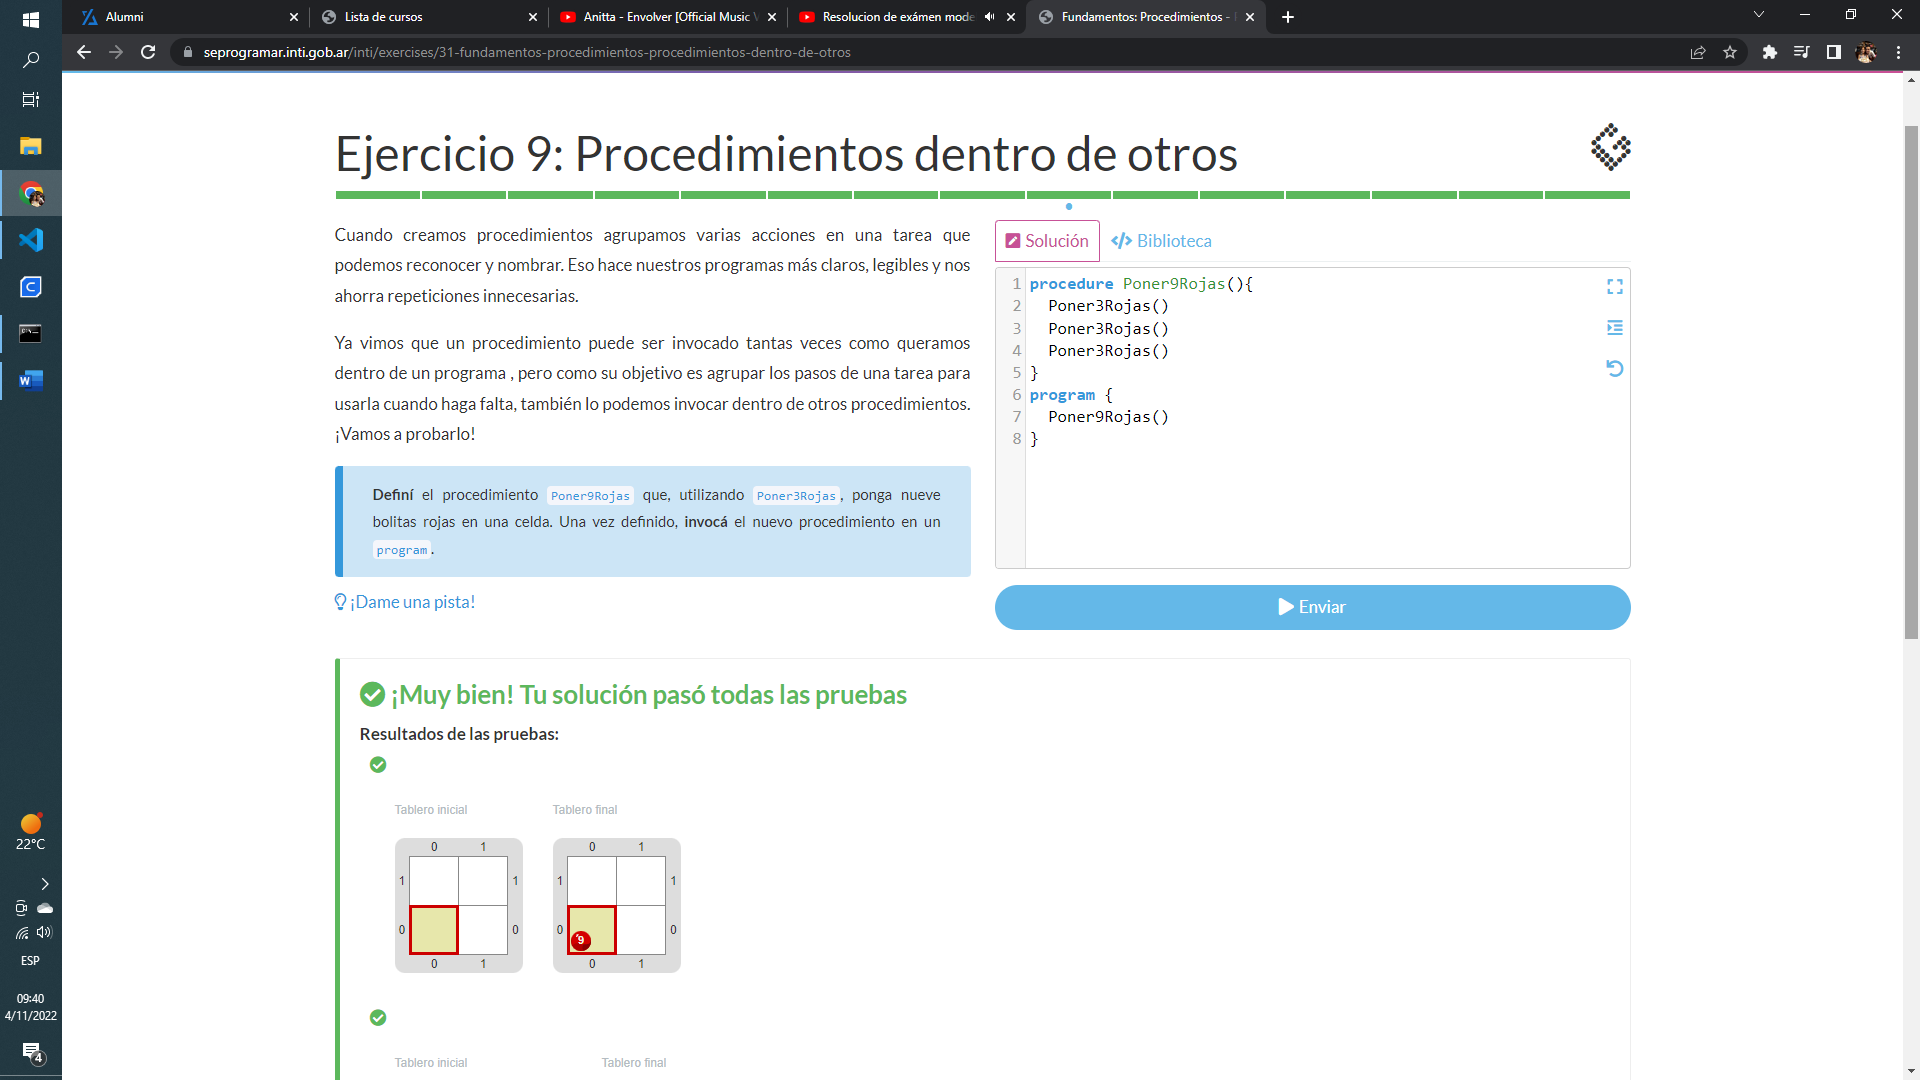 Alumni
Lista de cursos
Anitta - Envolver [Official Music V
Resolucion de exámen mode
Fundamentos: Procedimientos -
seprogramar.inti.gob.ar/inti/exercises/31-fundamentos-procedimientos-procedimientos-dentro-de-otros
Ejercicio 9: Procedimientos dentro de otros
Cuando creamos procedimientos agrupamos varias acciones en una tarea que
podemos reconocer y nombrar. Eso hace nuestros programas más claros, legibles y nos
ahorra repeticiones innecesarias.
Ya vimos que un procedimiento puede ser invocado tantas veces como queramos
dentro de un programa , pero como su objetivo es agrupar los pasos de una tarea para
usarla cuando haga falta, también lo podemos invocar dentro de otros procedimientos.
¡Vamos a probarlo!
Definí el procedimiento Poner9Rojas que, utilizando Poner3Rojas, ponga nueve
bolitas rojas en una celda. Una vez definido, invocá el nuevo procedimiento en un
program.
¡Dame una pista!
Solución
</> Biblioteca
1 procedure Poner9Rojas(){
2 Poner3Rojas()
3 Poner3Rojas()
4 Poner3Rojas()
5 }
6 program {
7 Poner9Rojas()
8 }
Enviar
¡Muy bien! Tu solución pasó todas las pruebas
Resultados de las pruebas:
Tablero inicial
0 1
1 1
0 0
0 1
Tablero final
0 1
1 1
0 9 0
0 1
Tablero inicial
Tablero final
22°C
ESP
09:40
4/11/2022
4